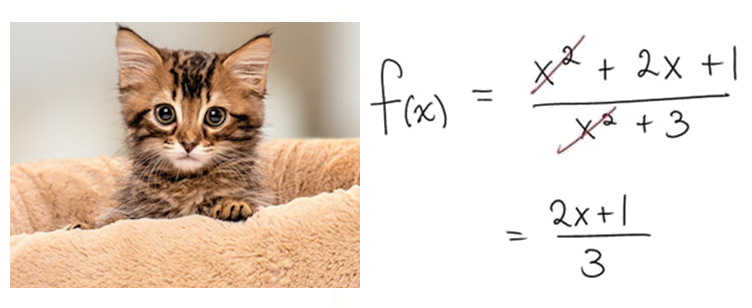 f(x) = x² + 2x + 1 / x² + 3
= 2x+1 / 3